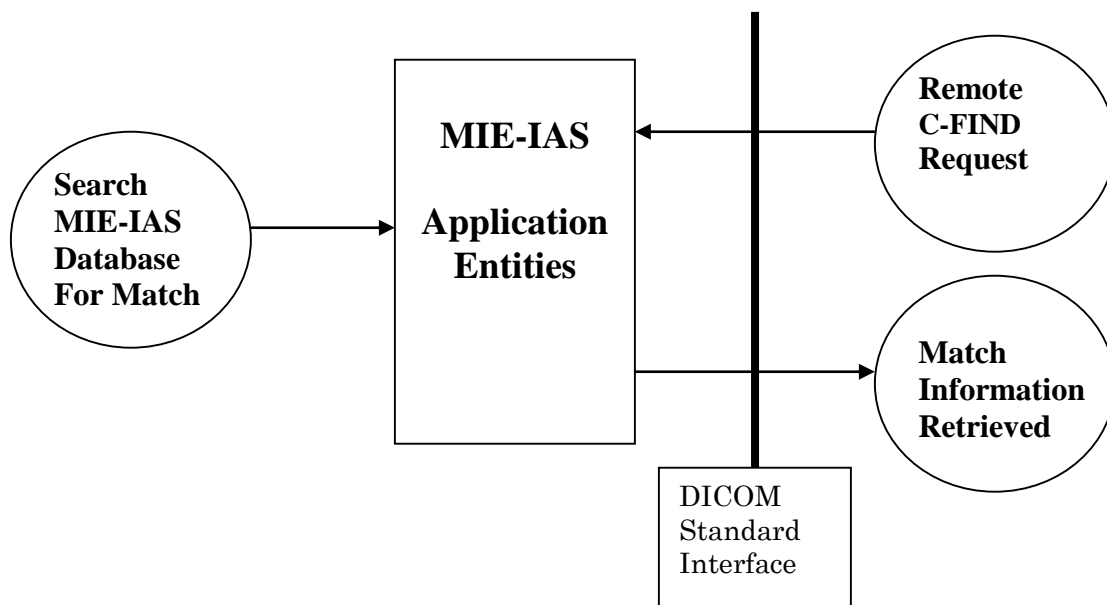 Search
MIE-IAS
Database
For Match
MIE-IAS
Application
Entities
Remote
C-FIND
Request
Match
Information
Retrieved
DICOM
Standard
Interface